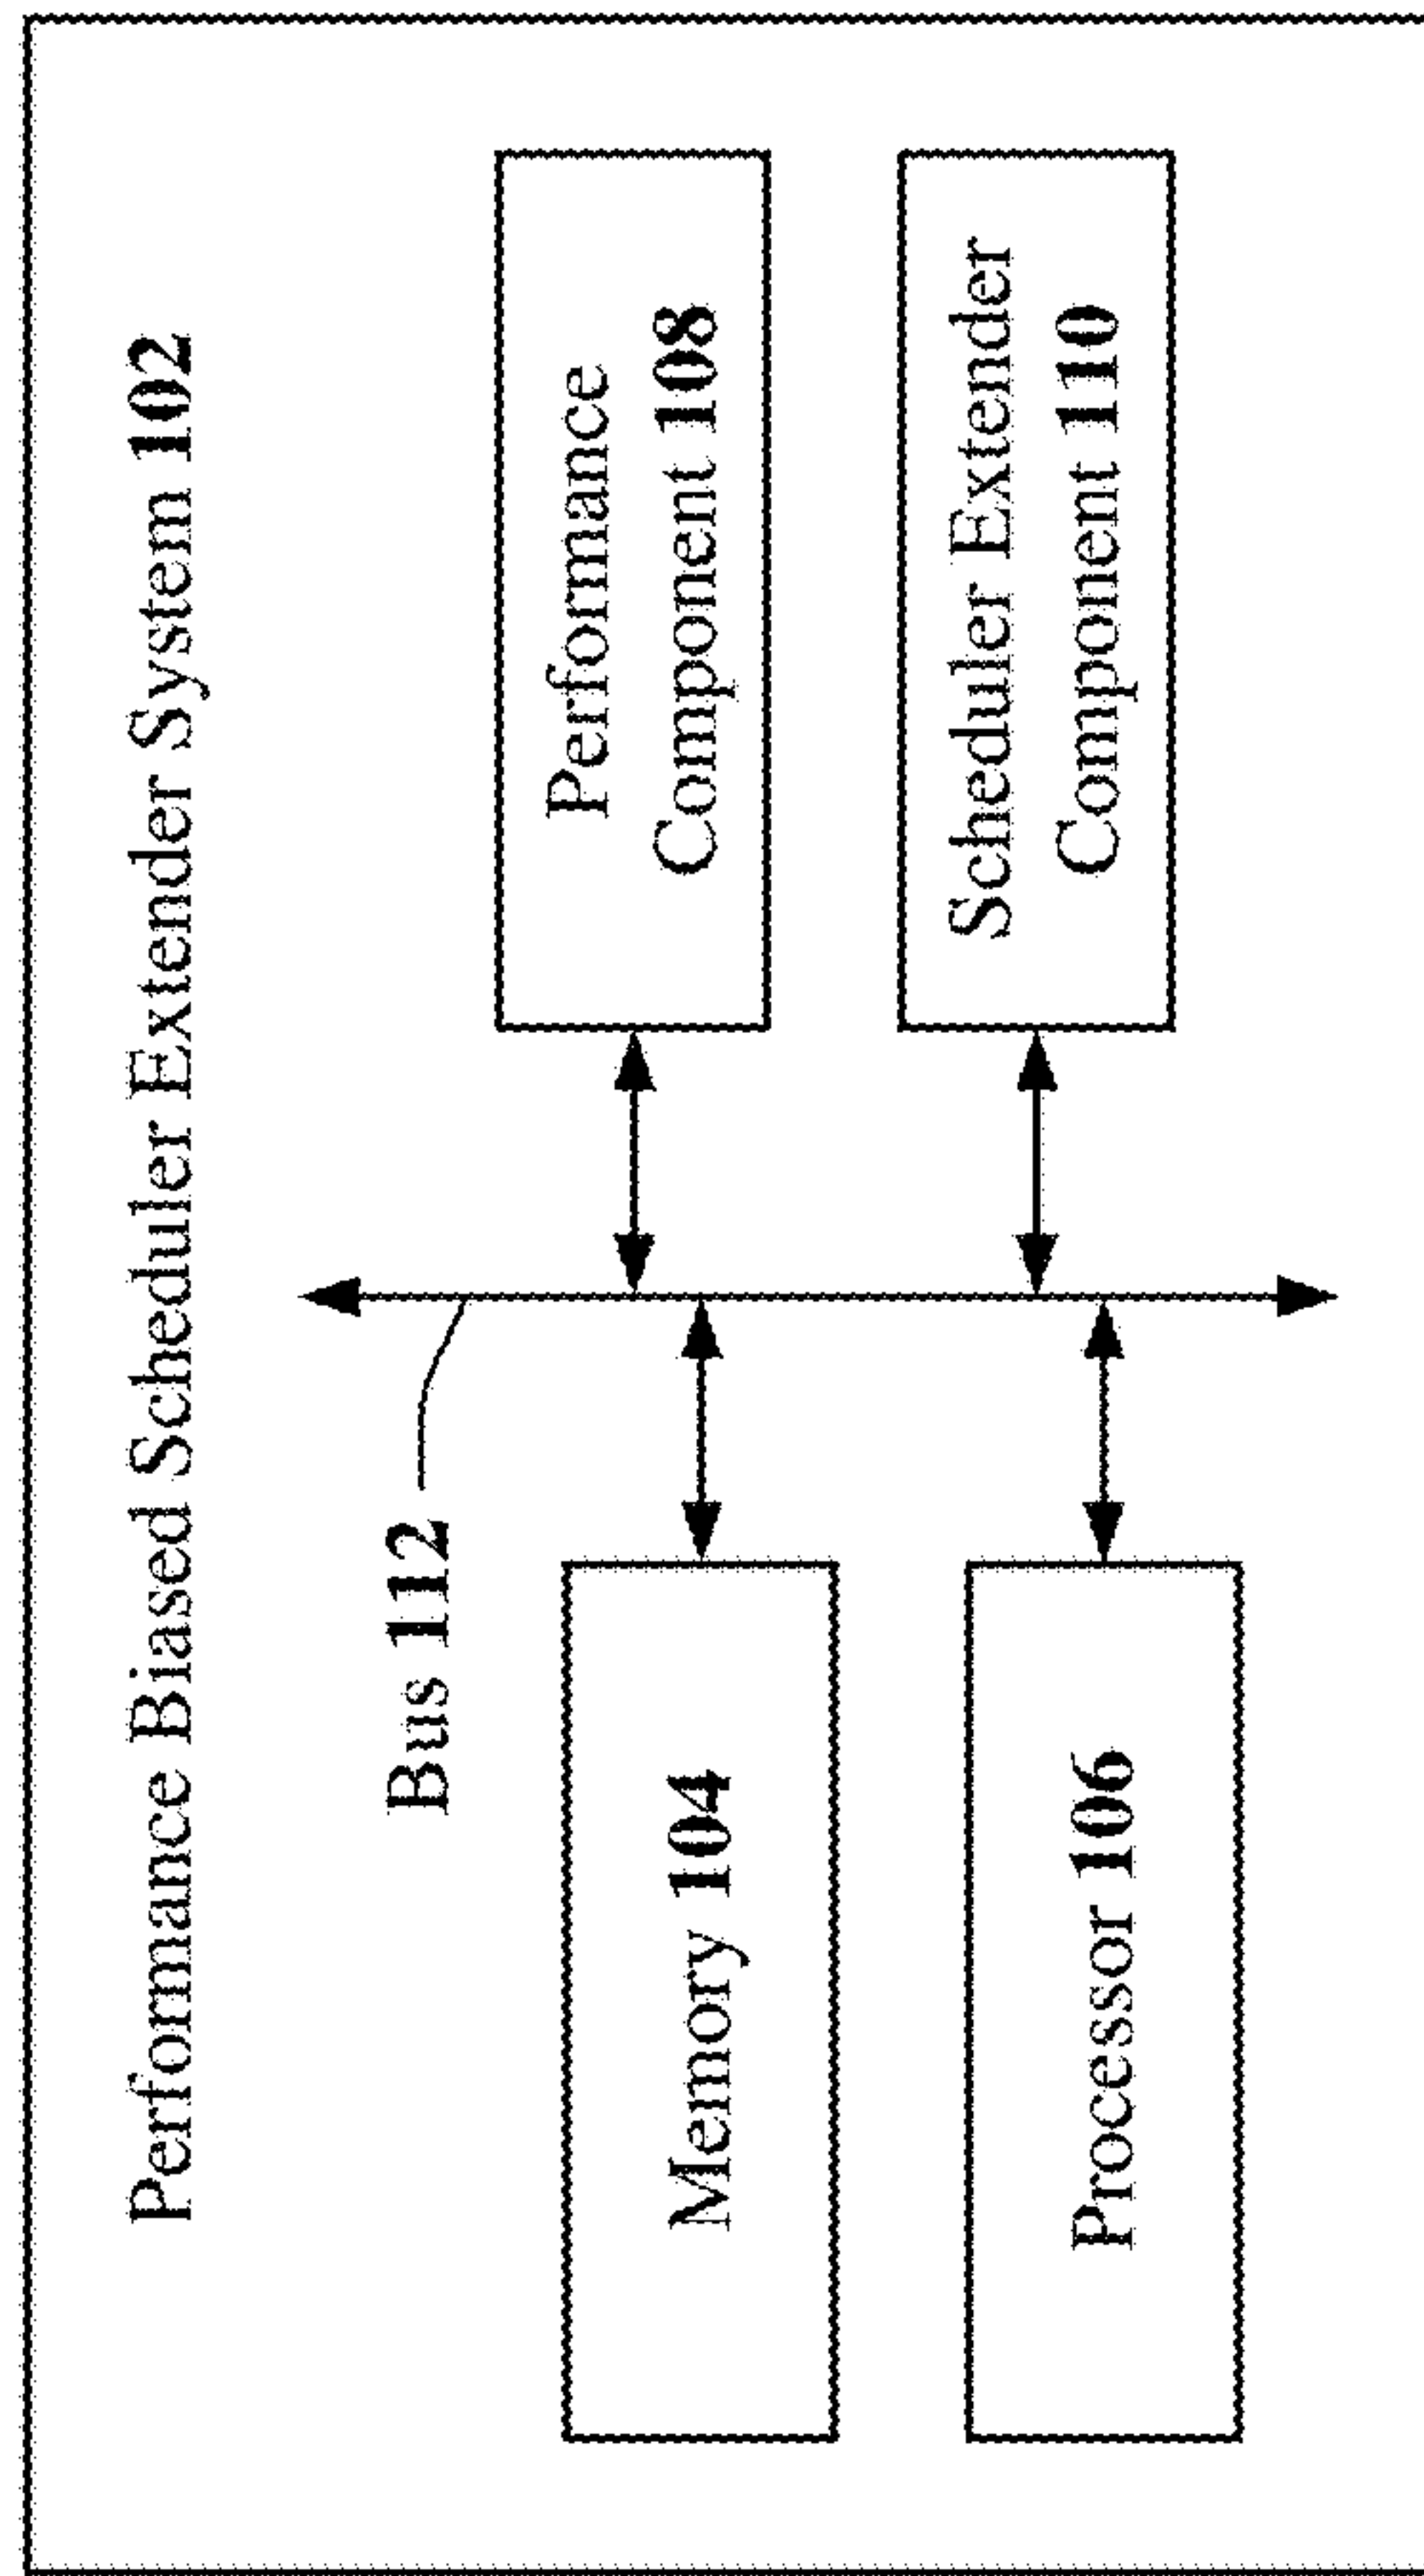 Performance Biased Scheduler Extender System 102
Bus 112
Memory 104
Performance
Component 108
Processor 106
Scheduler Extender
Component 110